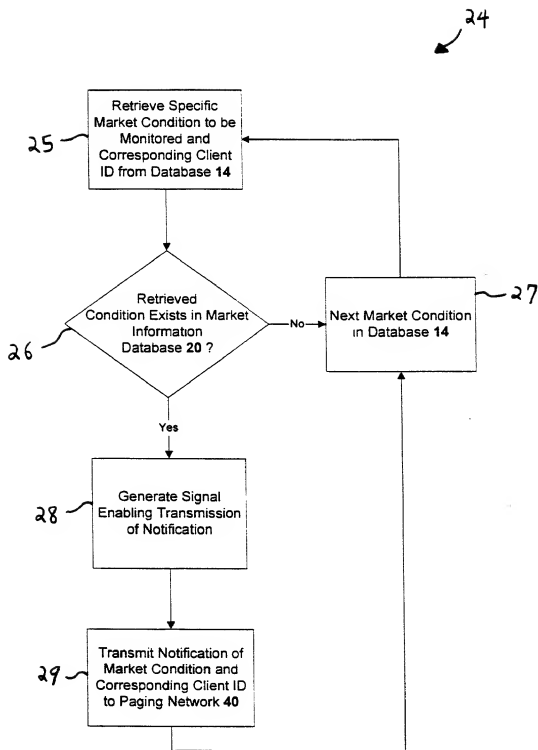 24
Retrieve Specific
Market Condition to be
Monitored and
Corresponding Client
ID from Database 14
25
Retrieved
Condition Exists in Market
Information
Database 20 ?
26
No
Next Market Condition
in Database 14
27
Yes
Generate Signal
Enabling Transmission
of Notification
28
Transmit Notification of
Market Condition and
Corresponding Client ID
to Paging Network 40
29